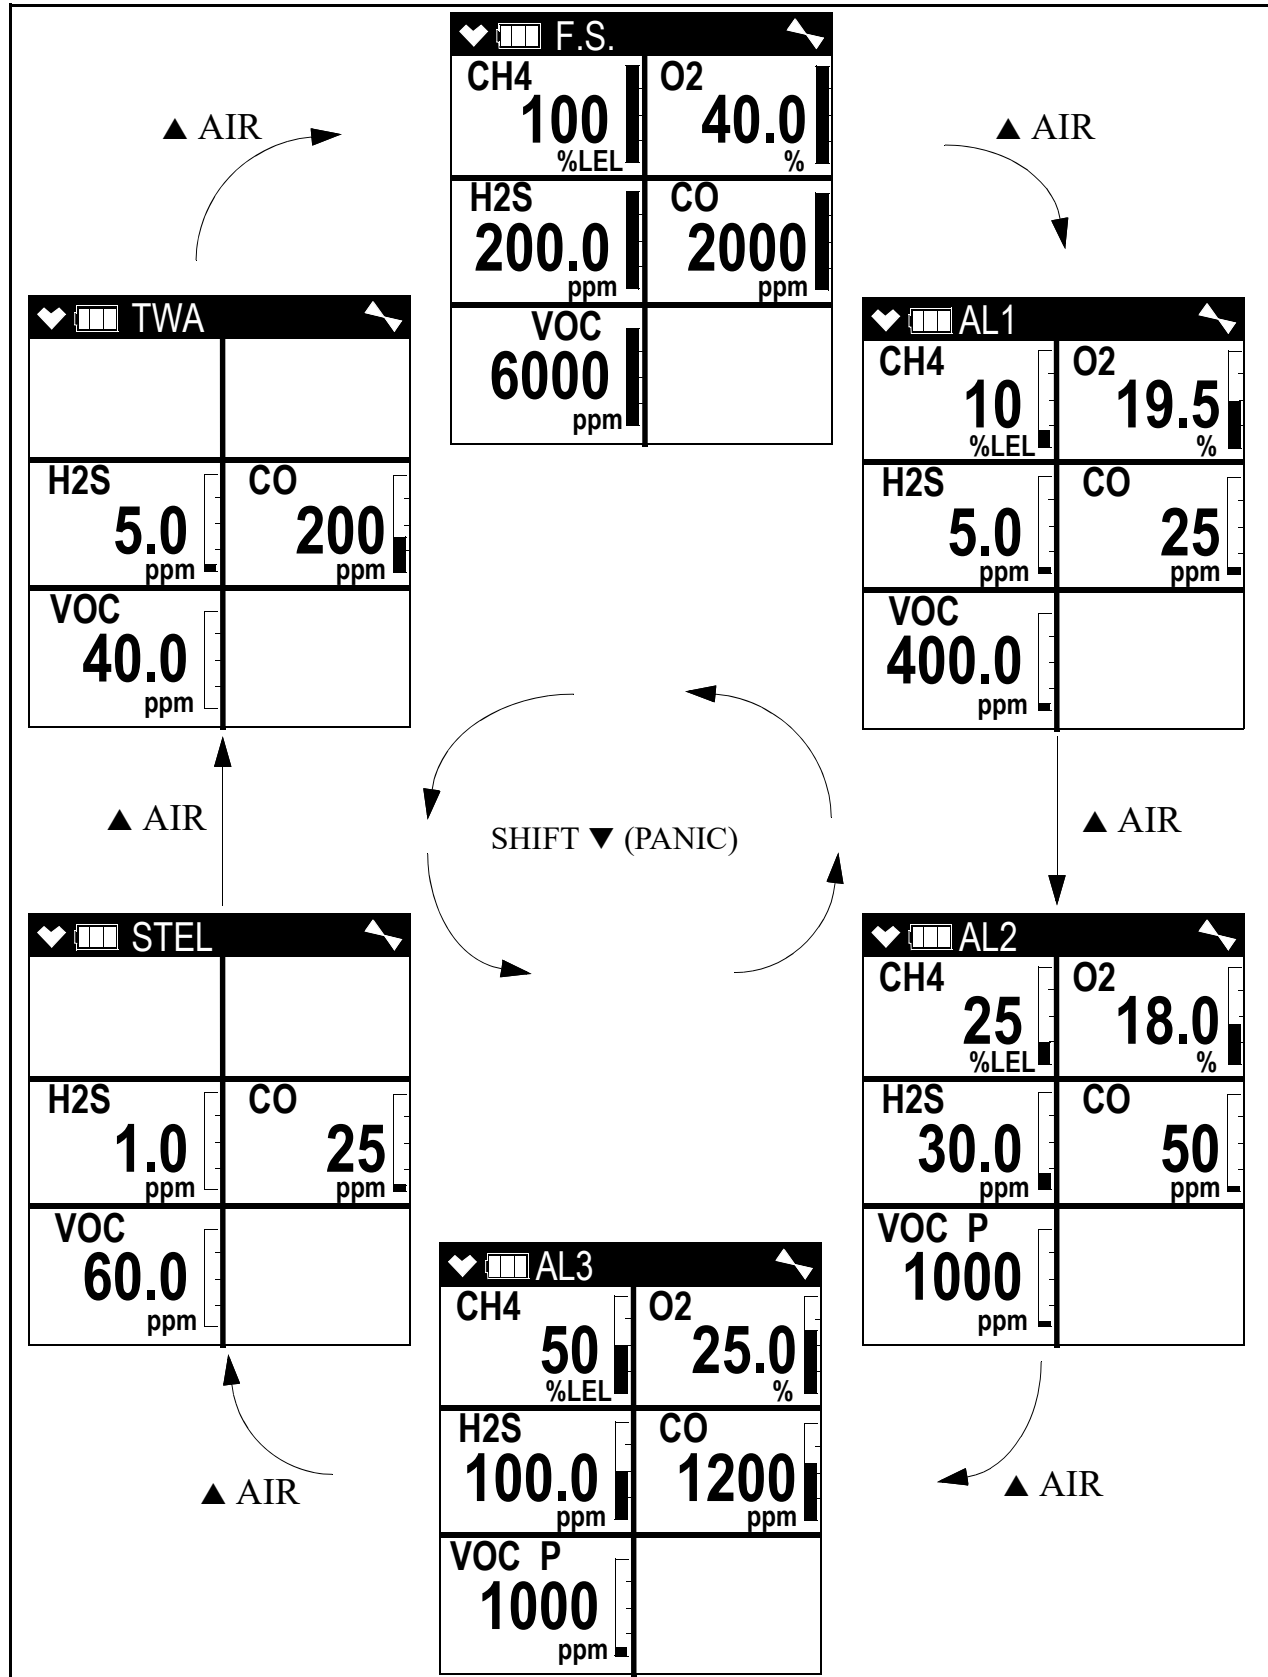 F.S.
CH4
100
%LEL
O2
40.0
%
H2S
200.0
ppm
CO
2000
ppm
VOC
6000
ppm
▲ AIR
▲ AIR
TWA
H2S
5.0
ppm
CO
200
ppm
VOC
40.0
ppm
AL1
CH4
10
%LEL
O2
19.5
%
H2S
5.0
ppm
CO
25
ppm
VOC
400.0
ppm
▲ AIR
SHIFT ▼ (PANIC)
▲ AIR
STEL
H2S
1.0
ppm
CO
25
ppm
VOC
60.0
ppm
AL2
CH4
25
%LEL
O2
18.0
%
H2S
30.0
ppm
CO
50
ppm
VOC P
1000
ppm
AL3
CH4
50
%LEL
O2
25.0
%
H2S
100.0
ppm
CO
1200
ppm
VOC P
1000
ppm
▲ AIR
▲ AIR